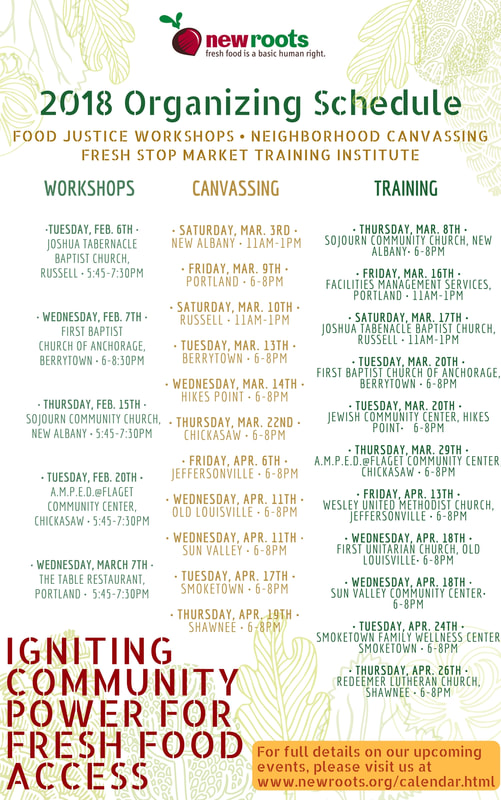 new roots
fresh food is a basic human right.
2018 Organizing Schedule
FOOD JUSTICE WORKSHOPS • NEIGHBORHOOD CANVASSING
FRESH STOP MARKET TRAINING INSTITUTE
WORKSHOPS
•TUESDAY, FEB. 6TH•
JOSHUA TABERNACLE
BAPTIST CHURCH,
RUSSELL • 5:45-7:30PM
• WEDNESDAY, FEB. 7TH •
FIRST BAPTIST
CHURCH OF ANCHORAGE,
BERRYTOWN • 6-8:30PM
• THURSDAY, FEB. 15TH •
SOJOURN COMMUNITY CHURCH,
NEW ALBANY • 5:45-7:30PM
• TUESDAY, FEB. 20TH •
A.M.P.E.D.@FLAGET
COMMUNITY CENTER,
CHICKASAW • 5:45-7:30PM
• WEDNESDAY, MARCH 7TH •
THE TABLE RESTAURANT,
PORTLAND • 5:45-7:30PM
CANVASSING
• SATURDAY, MAR. 3RD •
NEW ALBANY • 11AM-1PM
• FRIDAY, MAR. 9TH •
PORTLAND • 6-8PM
• SATURDAY, MAR. 10TH •
RUSSELL • 11AM-1PM
• TUESDAY, MAR. 13TH •
BERRYTOWN • 6-8PM
• WEDNESDAY, MAR. 14TH •
HIKES POINT • 6-8PM
• THURSDAY, MAR. 22ND •
CHICKASAW • 6-8PM
• FRIDAY, APR. 6TH •
JEFFERSONVILLE • 6-8PM
• WEDNESDAY, APR. 11TH •
OLD LOUISVILLE • 6-8PM
• WEDNESDAY, APR. 11TH •
SUN VALLEY • 6-8PM
• TUESDAY, APR. 17TH •
SMOKETOWN • 6-8PM
• THURSDAY, APR. 19TH •
SHAWNEE • 6-8PM
TRAINING
• THURSDAY, MAR. 8TH •
SOJOURN COMMUNITY CHURCH, NEW
ALBANY• 6-8PM
• FRIDAY, MAR. 16TH •
FACILITIES MANAGEMENT SERVICES,
PORTLAND • 11AM-1PM
• SATURDAY, MAR. 17TH •
JOSHUA TABENACLE BAPTIST CHURCH,
RUSSELL • 11AM-1PM
• TUESDAY, MAR. 20TH •
FIRST BAPTIST CHURCH OF ANCHORAGE,
BERRYTOWN • 6-8PM
• TUESDAY, MAR. 20TH •
JEWISH COMMUNITY CENTER, HIKES
POINT• 6-8PM
• THURSDAY, MAR. 29TH •
A.M.P.E.D.@FLAGET COMMUNITY CENTER
CHICKASAW • 6-8PM
• FRIDAY, APR. 13TH •
WESLEY UNITED METHODIST CHURCH,
JEFFERSONVILLE • 6-8PM
• WEDNESDAY, APR. 18TH •
FIRST UNITARIAN CHURCH, OLD
LOUISVILLE• 6-8PM
• WEDNESDAY, APR. 18TH •
SUN VALLEY COMMUNITY CENTER•
6-8PM
• TUESDAY, APR. 24TH •
SMOKETOWN FAMILY WELLNESS CENTER
SMOKETOWN • 6-8PM
• THURSDAY, APR. 26TH •
REDEEMER LUTHERAN CHURCH,
SHAWNEE • 6-8PM
IGNITING
COMMUNITY
POWER FOR
FRESH FOOD
ACCESS
For full details on our upcoming
events, please visit us at
www.newroots.org/calendar.html